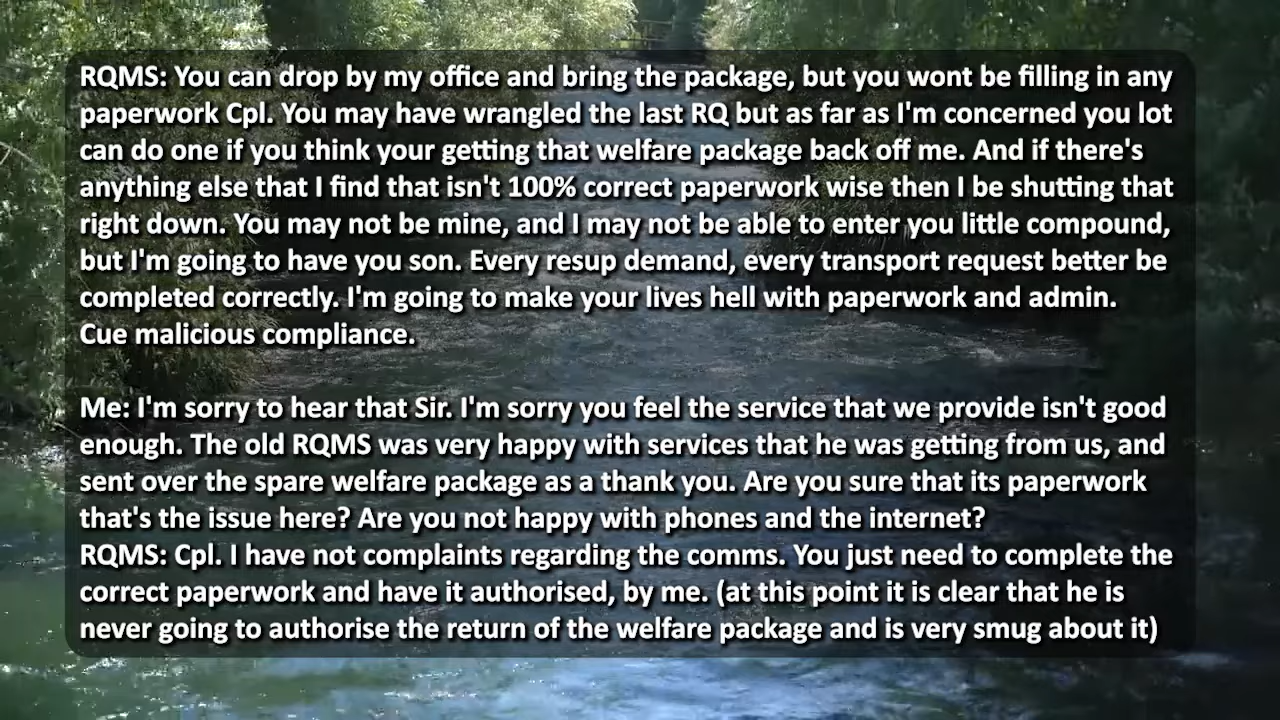 RQMS: You can drop by my office and bring the package, but you wont be filling in any
paperwork Cpl. You may have wrangled the last RQ but as far as I'm concerned you lot
can do one if you think your getting that welfare package back off me. And if there's
anything else that I find that isn't 100% correct paperwork wise then I be shutting that
right down. You may not be mine, and I may not be able to enter you little compound,
but I'm going to have you son. Every resup demand, every transport request better be
completed correctly. I'm going to make your lives hell with paperwork and admin.
Cue malicious compliance.
Me: I'm sorry to hear that Sir. I'm sorry you feel the service that we provide isn't good
enough. The old RQMS was very happy with services that he was getting from us, and
sent over the spare welfare package as a thank you. Are you sure that its paperwork
that's the issue here? Are you not happy with phones and the internet?
RQMS: Cpl. I have not complaints regarding the comms. You just need to complete the
correct paperwork and have it authorised, by me. (at this point it is clear that he is
never going to authorise the return of the welfare package and is very smug about it)